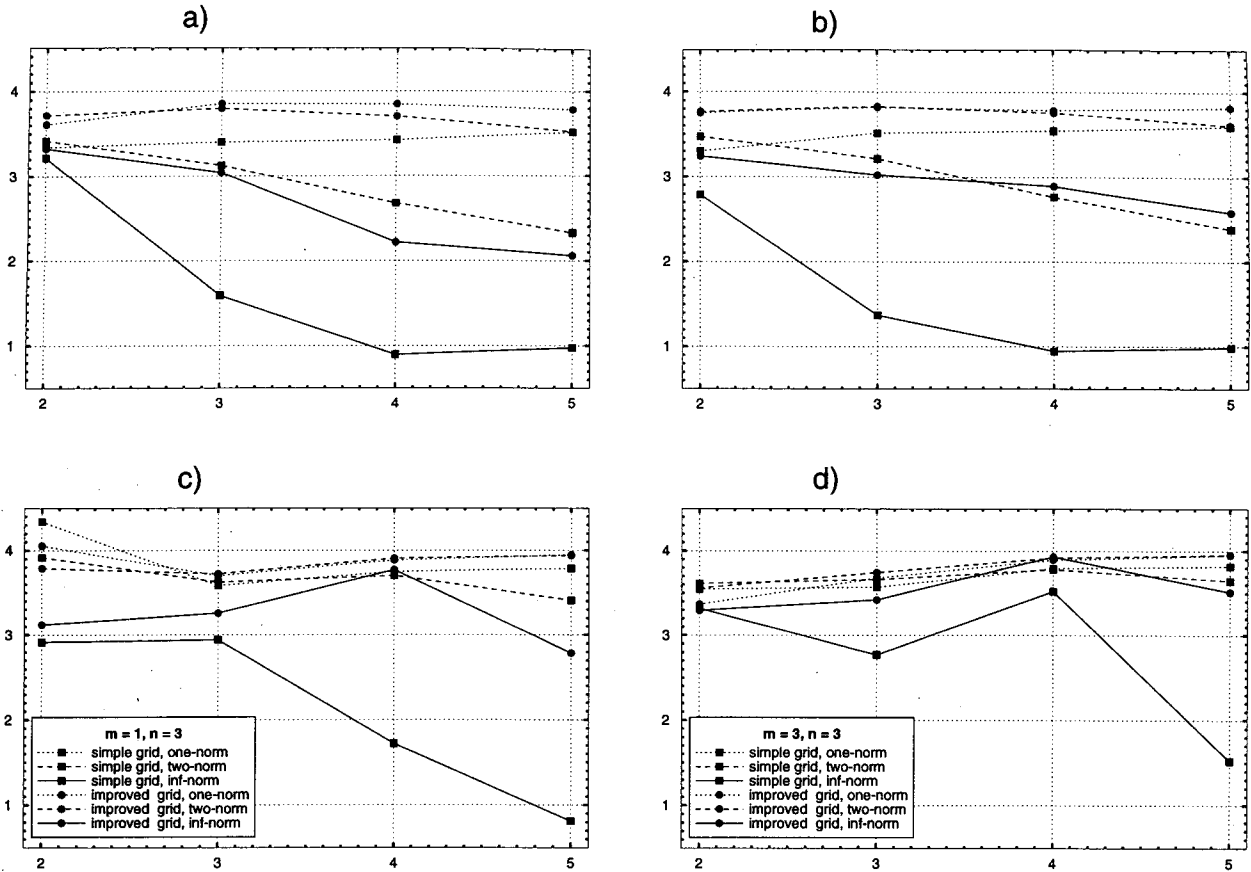 a)
b)
4
3
2
1
2 3 4 5
4
3
2
1
2 3 4 5
c)
d)
4
3
2
1
m = 1, n = 3
simple grid, one-norm
simple grid, two-norm
simple grid, inf-norm
improved grid, one-norm
improved grid, two-norm
improved grid, inf-norm
2 3 4 5
4
3
2
1
m = 3, n = 3
simple grid, one-norm
simple grid, two-norm
simple grid, inf-norm
improved grid, one-norm
improved grid, two-norm
improved grid, inf-norm
2 3 4 5